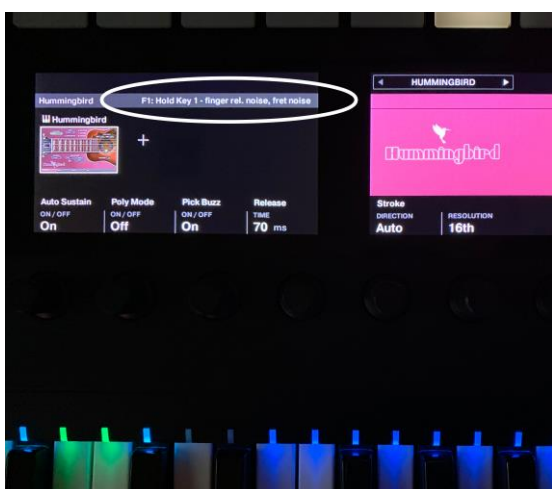 Hummingbird F1: Hold Key 1 - finger rel. noise, fret noise
Hummingbird
+
Auto Sustain Poly Mode Pick Buzz Release
ON / OFF ON / OFF ON / OFF TIME
On Off On 70 ms
HUMMINGBIRD
Hummingbird
Stroke
DIRECTION RESOLUTION
Auto 16th